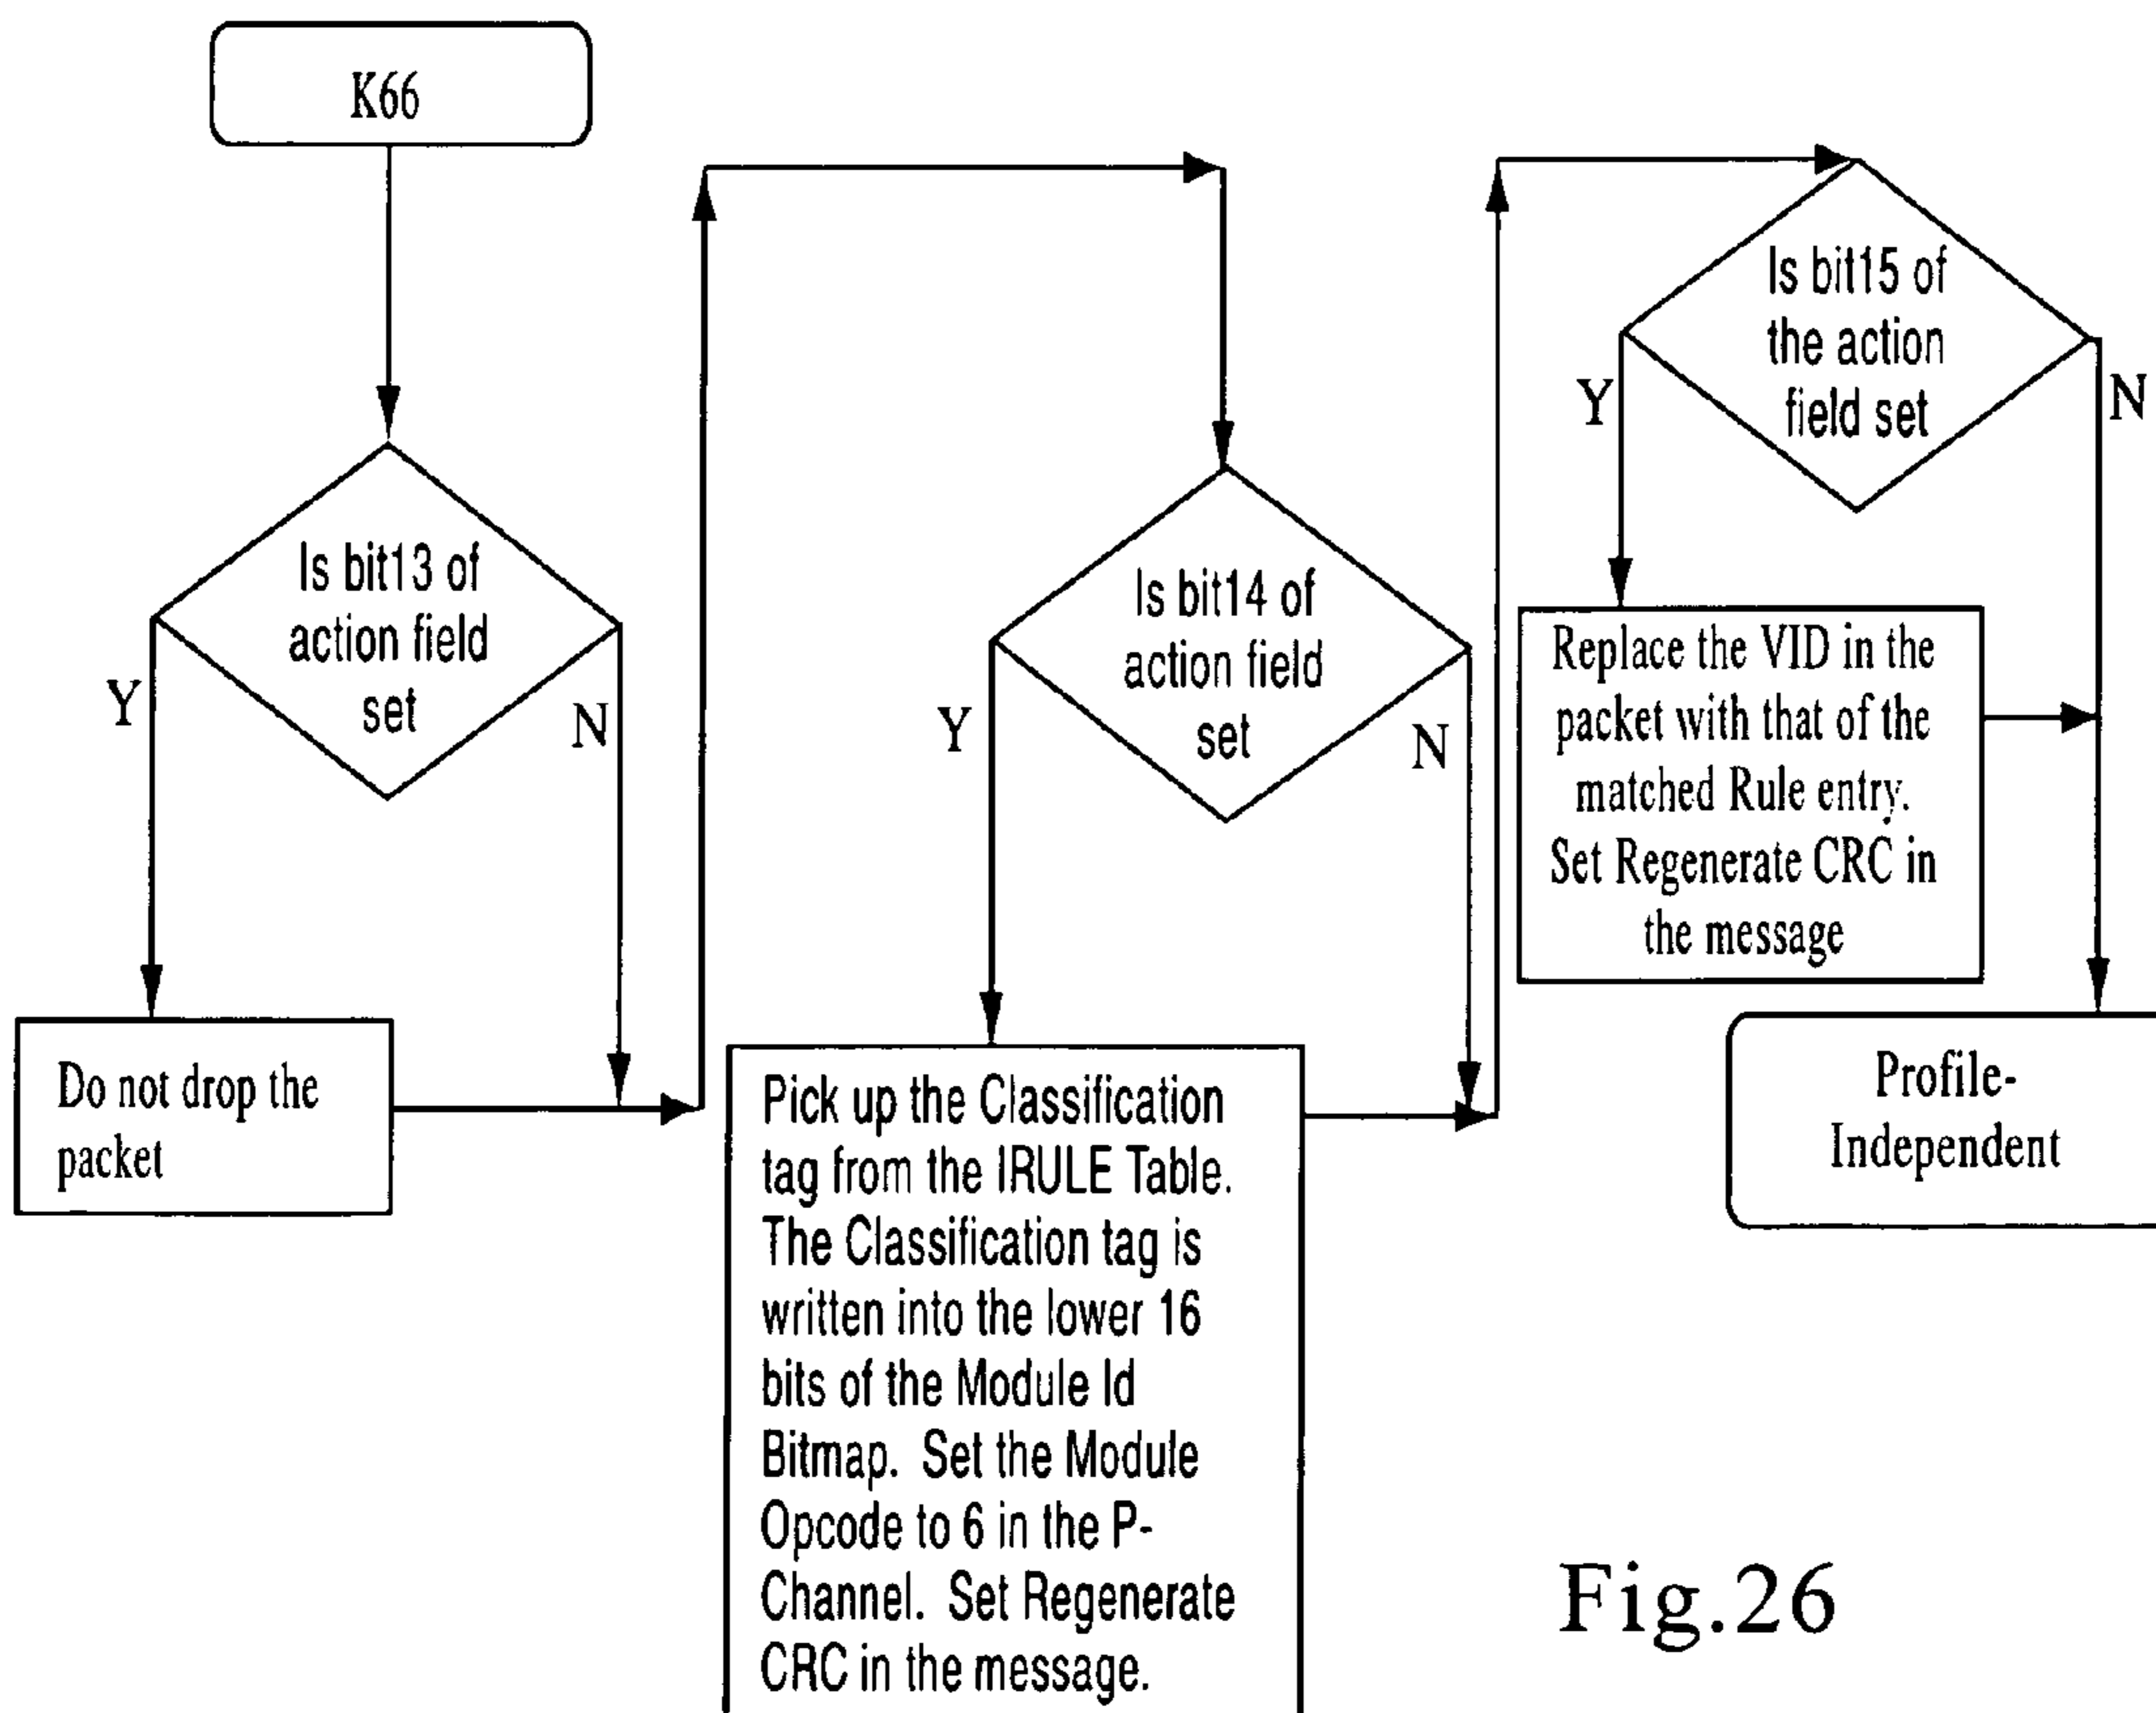 K66
Is bit13 of
action field
set
Y
N
Do not drop the
packet
Is bit14 of
action field
set
Y
N
Pick up the Classification
tag from the IRULE Table.
The Classification tag is
written into the lower 16
bits of the Module Id
Bitmap. Set the Module
Opcode to 6 in the P-
Channel. Set Regenerate
CRC in the message.
Is bit15 of
the action
field set
Y
N
Replace the VID in the
packet with that of the
matched Rule entry.
Set Regenerate CRC in
the message
Profile-
Independent
Fig.26